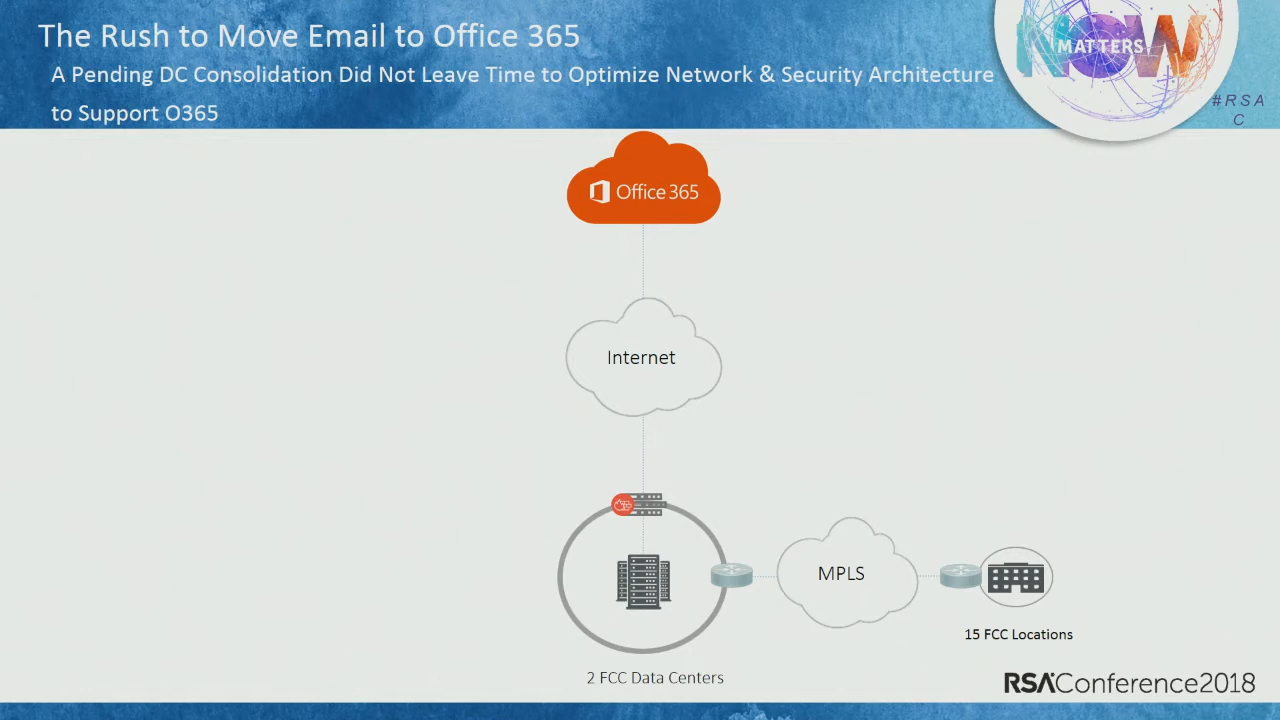 The Rush to Move Email to Office 365
A Pending DC Consolidation Did Not Leave Time to Optimize Network & Security Architecture
to Support O365
NOW
MATTERS
#RSA
C
Office 365
Internet
MPLS
15 FCC Locations
2 FCC Data Centers
RSAConference2018